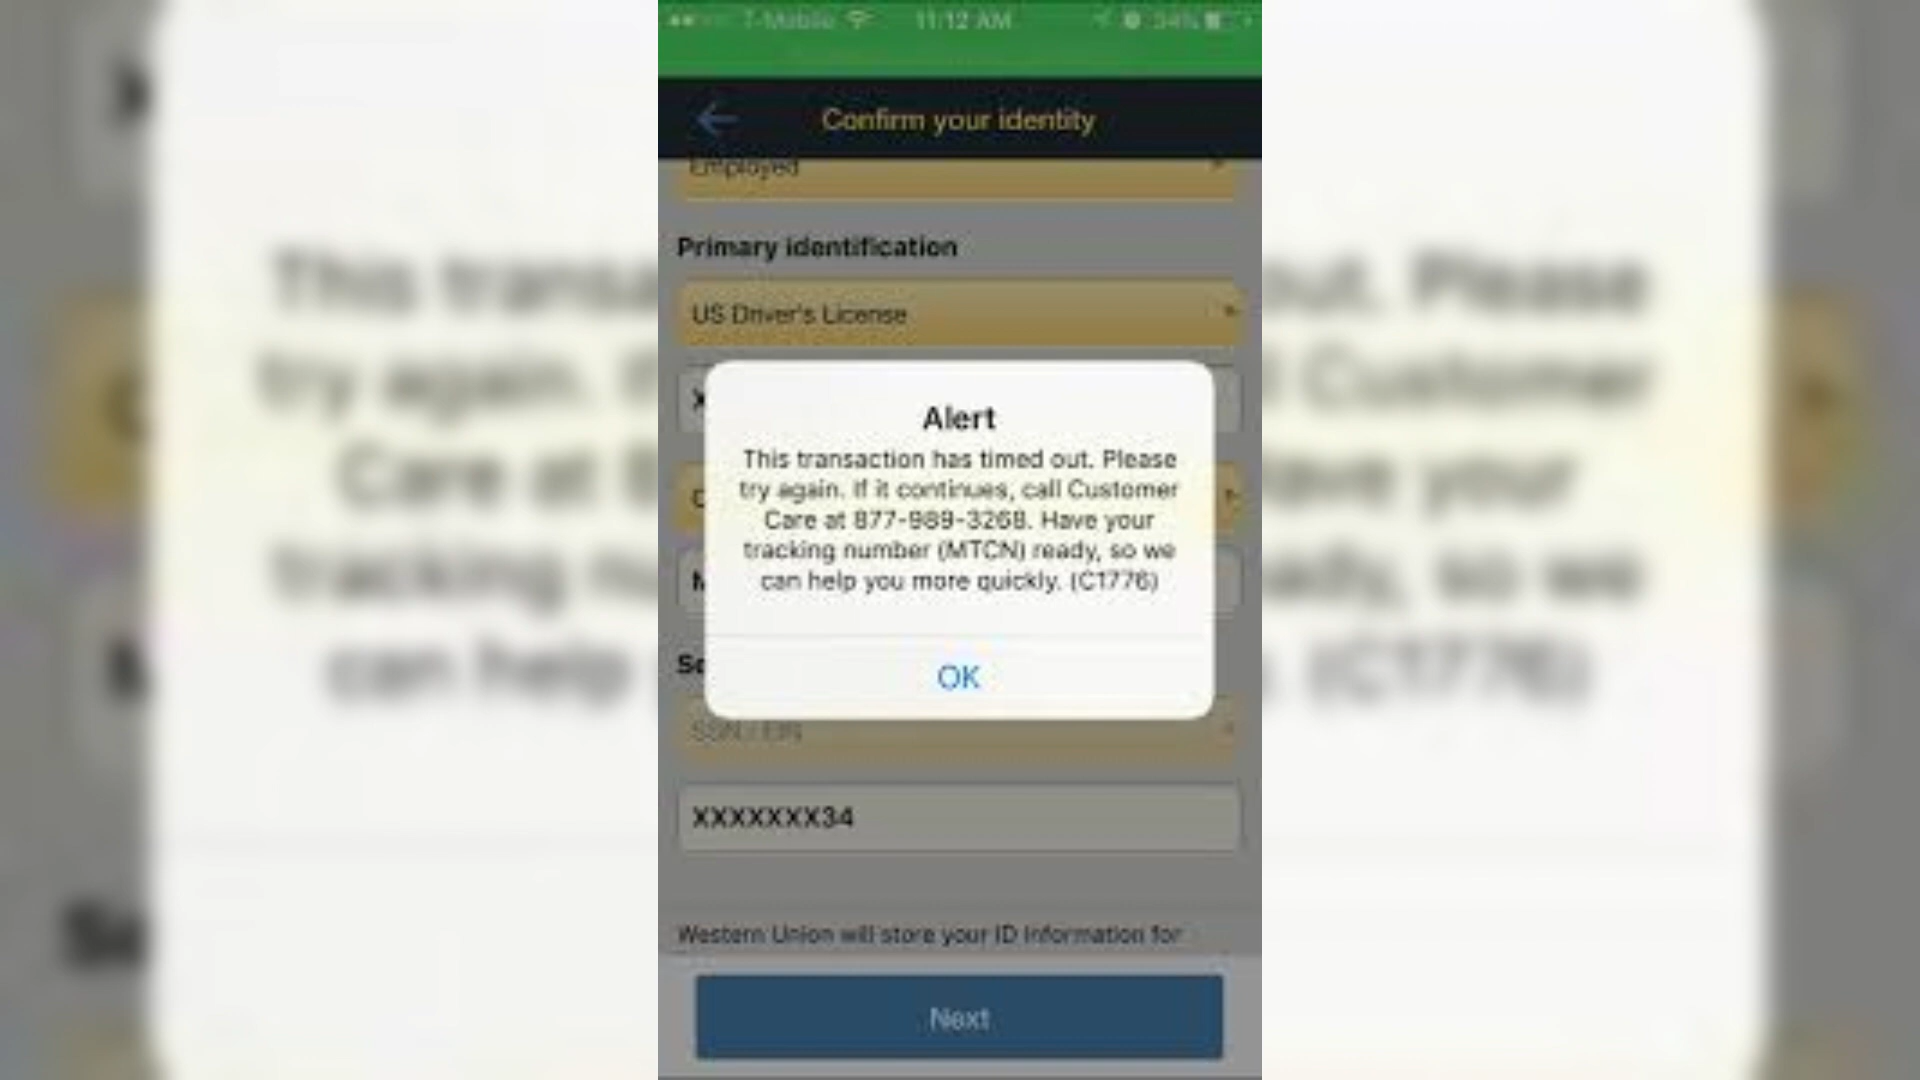 T-Mobile 11:12 AM 34%
Confirm your identity
Employed
Primary identification
US Driver's License
X
Alert
This transaction has timed out. Please
try again. If it continues, call Customer
Care at 877-989-3268. Have your
tracking number (MTCN) ready, so we
can help you more quickly. (C1776)
OK
Se
SSN / EIN
XXXXXXX34
Western Union will store your ID information for
Next